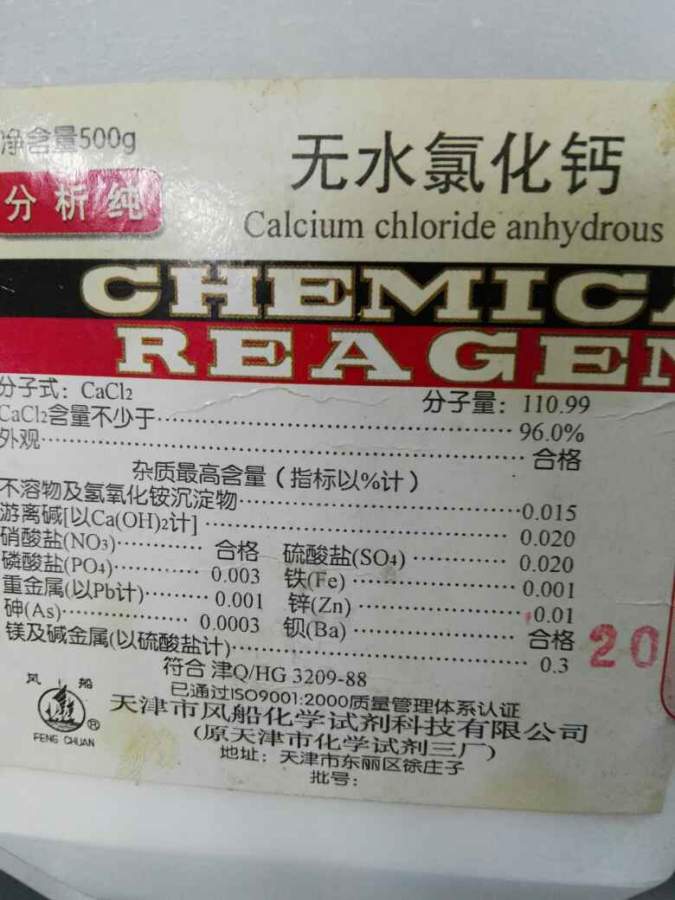 净含量500g
分析纯
无水氯化钙
Calcium chloride anhydrous
CHEMICA
REAGEN
分子式: CaCl2 分子量: 110.99
CaCl2含量不少于 96.0%
外观 合格
杂质最高含量(指标以%计)
不溶物及氢氧化铵沉淀物 0.015
游离碱[以Ca(OH)2计] 0.020
硝酸盐(NO3) 合格 硫酸盐(SO4) 0.020
磷酸盐(PO4) 0.003 铁(Fe) 0.001
重金属(以Pb计) 0.001 锌(Zn) 0.01
砷(As) 0.0003 钡(Ba) 合格
镁及碱金属(以硫酸盐计) 0.3
20
符合 津Q/HG 3209-88
已通过ISO9001:2000质量管理体系认证
风 船
®
FENG CHUAN
天津市风船化学试剂科技有限公司
(原天津市化学试剂三厂)
地址: 天津市东丽区徐庄子
批号: